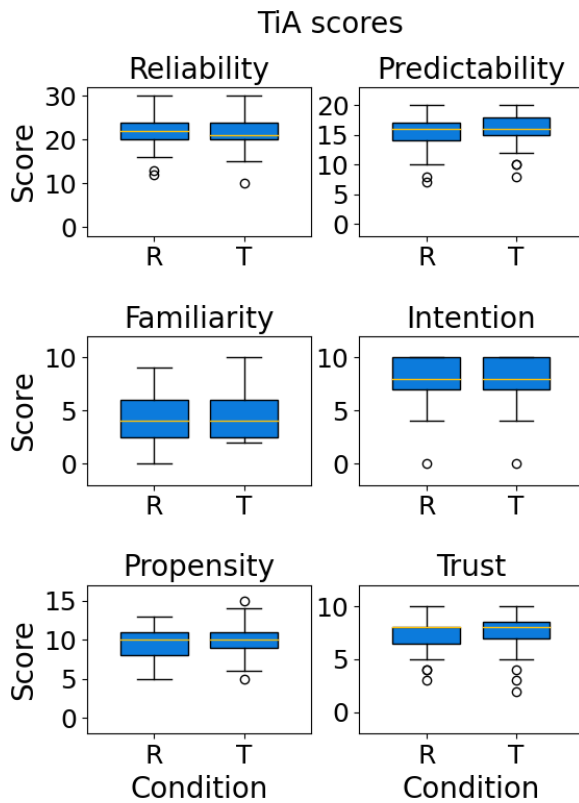 TiA scores
Reliability
Predictability
30
20
10
0
Score
R
T
20
15
10
5
0
R
T
Familiarity
Intention
10
5
0
Score
R
T
10
5
0
R
T
Propensity
Trust
15
10
5
0
Score
R
T
Condition
10
5
0
R
T
Condition